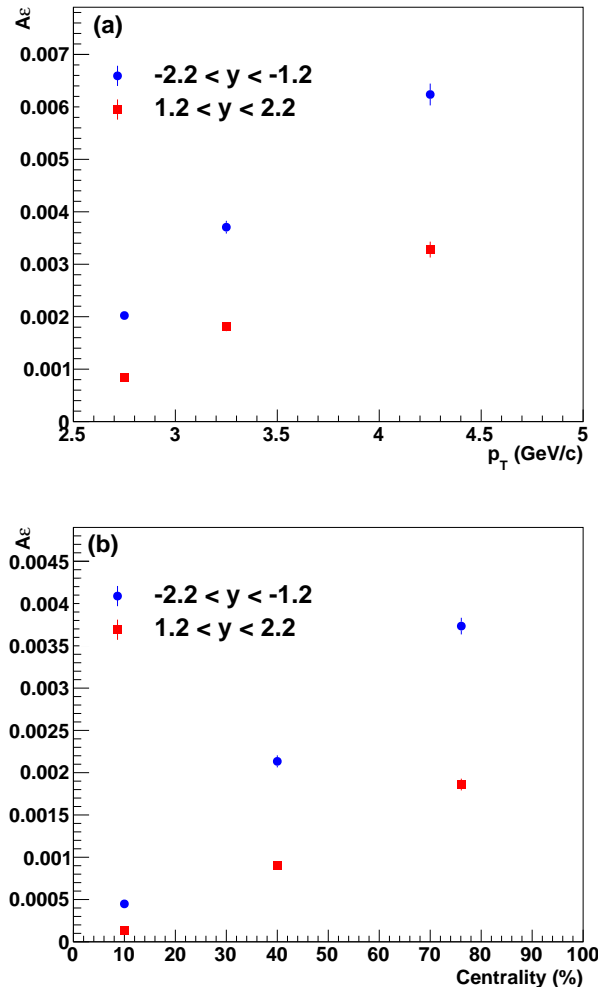 Aε
(a)
0.007
-2.2 < y < -1.2
0.006
1.2 < y < 2.2
0.005
0.004
0.003
0.002
0.001
0
2.5 3 3.5 4 4.5 5
p_T (GeV/c)
Aε
(b)
0.0045
0.004
-2.2 < y < -1.2
0.0035
1.2 < y < 2.2
0.003
0.0025
0.002
0.0015
0.001
0.0005
0
0 10 20 30 40 50 60 70 80 90 100
Centrality (%)